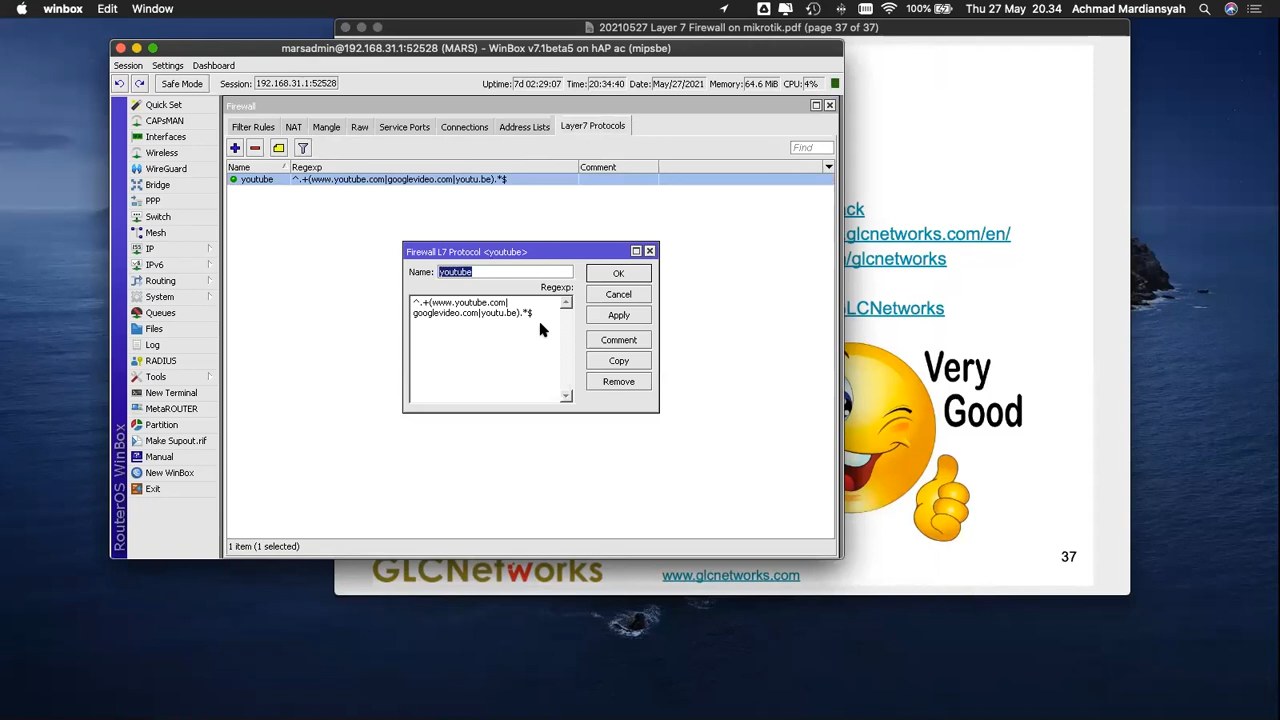 winbox Edit Window 100% Thu 27 May 20.34 Achmad Mardiansyah
20210527 Layer 7 Firewall on mikrotik.pdf (page 37 of 37)
marsadmin@192.168.31.1:52528 (MARS) - WinBox v7.1beta5 on hAP ac (mipsbe)
Session Settings Dashboard
Safe Mode Session: 192.168.31.1:52528 Uptime: 7d 02:29:07 Time: 20:34:40 Date: May/27/2021 Memory: 64.6 MiB CPU: 4%
Quick Set
CAPsMAN
Interfaces
Wireless
WireGuard
Bridge
PPP
Switch
Mesh
IP
IPv6
Routing
System
Queues
Files
Log
RADIUS
Tools
New Terminal
MetaROUTER
Partition
Make Supout.rif
Manual
New WinBox
Exit
RouterOS WinBox
Firewall
Filter Rules NAT Mangle Raw Service Ports Connections Address Lists Layer7 Protocols
Find
Name Regexp Comment
youtube ^.+(www.youtube.com|googlevideo.com|youtu.be).*$
Firewall L7 Protocol <youtube>
Name: youtube
Regexp:
^.+(www.youtube.com|
googlevideo.com|youtu.be).*$
OK
Cancel
Apply
Comment
Copy
Remove
1 item (1 selected)
ack
glcnetworks.com/en/
/glcnetworks
GLCNetworks
Very
Good
37
GLCNetworks
www.glcnetworks.com